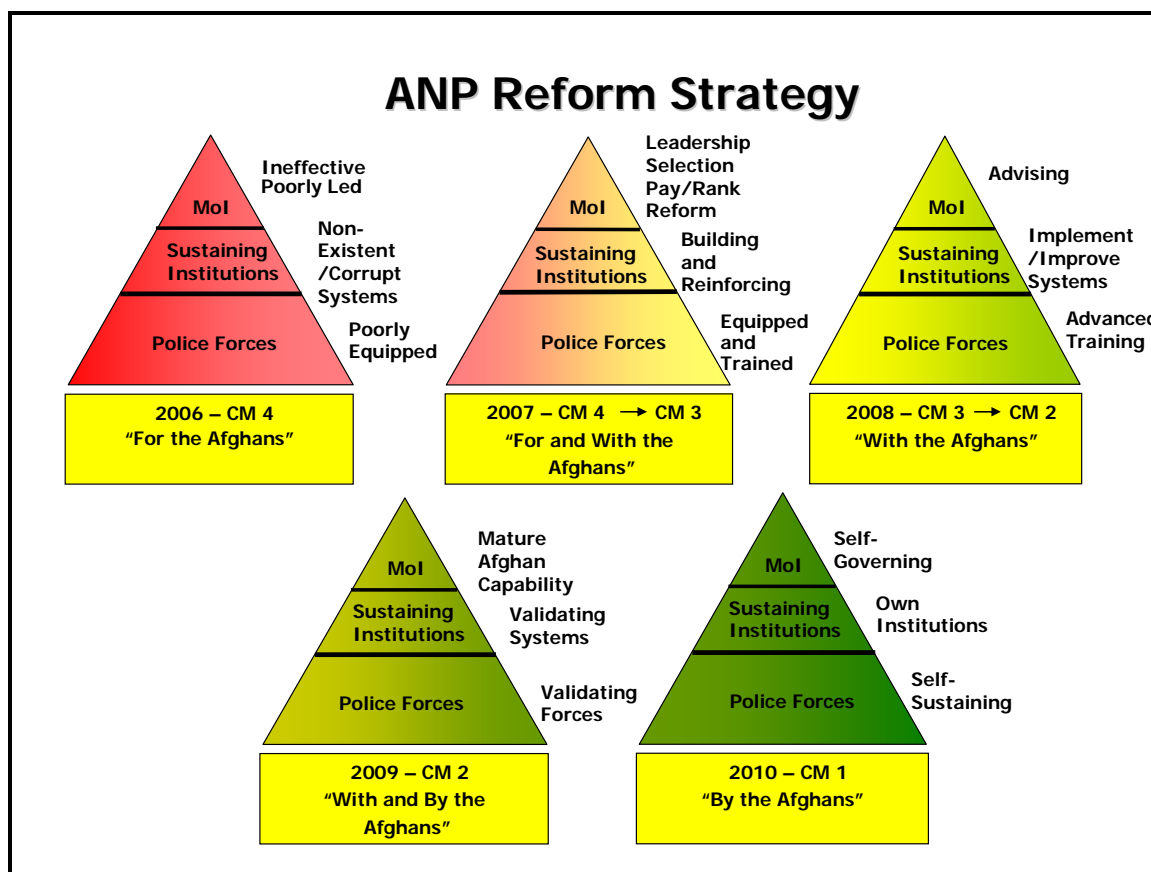 ANP Reform Strategy
MoI
Sustaining
Institutions
Police Forces
Ineffective
Poorly Led
Non-
Existent
/Corrupt
Systems
Poorly
Equipped
2006 – CM 4
“For the Afghans”
MoI
Sustaining
Institutions
Police Forces
Leadership
Selection
Pay/Rank
Reform
Building
and
Reinforcing
Equipped
and
Trained
2007 – CM 4 → CM 3
“For and With the
Afghans”
MoI
Sustaining
Institutions
Police Forces
Advising
Implement
/Improve
Systems
Advanced
Training
2008 – CM 3 → CM 2
“With the Afghans”
MoI
Sustaining
Institutions
Police Forces
Mature
Afghan
Capability
Validating
Systems
Validating
Forces
2009 – CM 2
“With and By the
Afghans”
MoI
Sustaining
Institutions
Police Forces
Self-
Governing
Own
Institutions
Self-
Sustaining
2010 – CM 1
“By the Afghans”